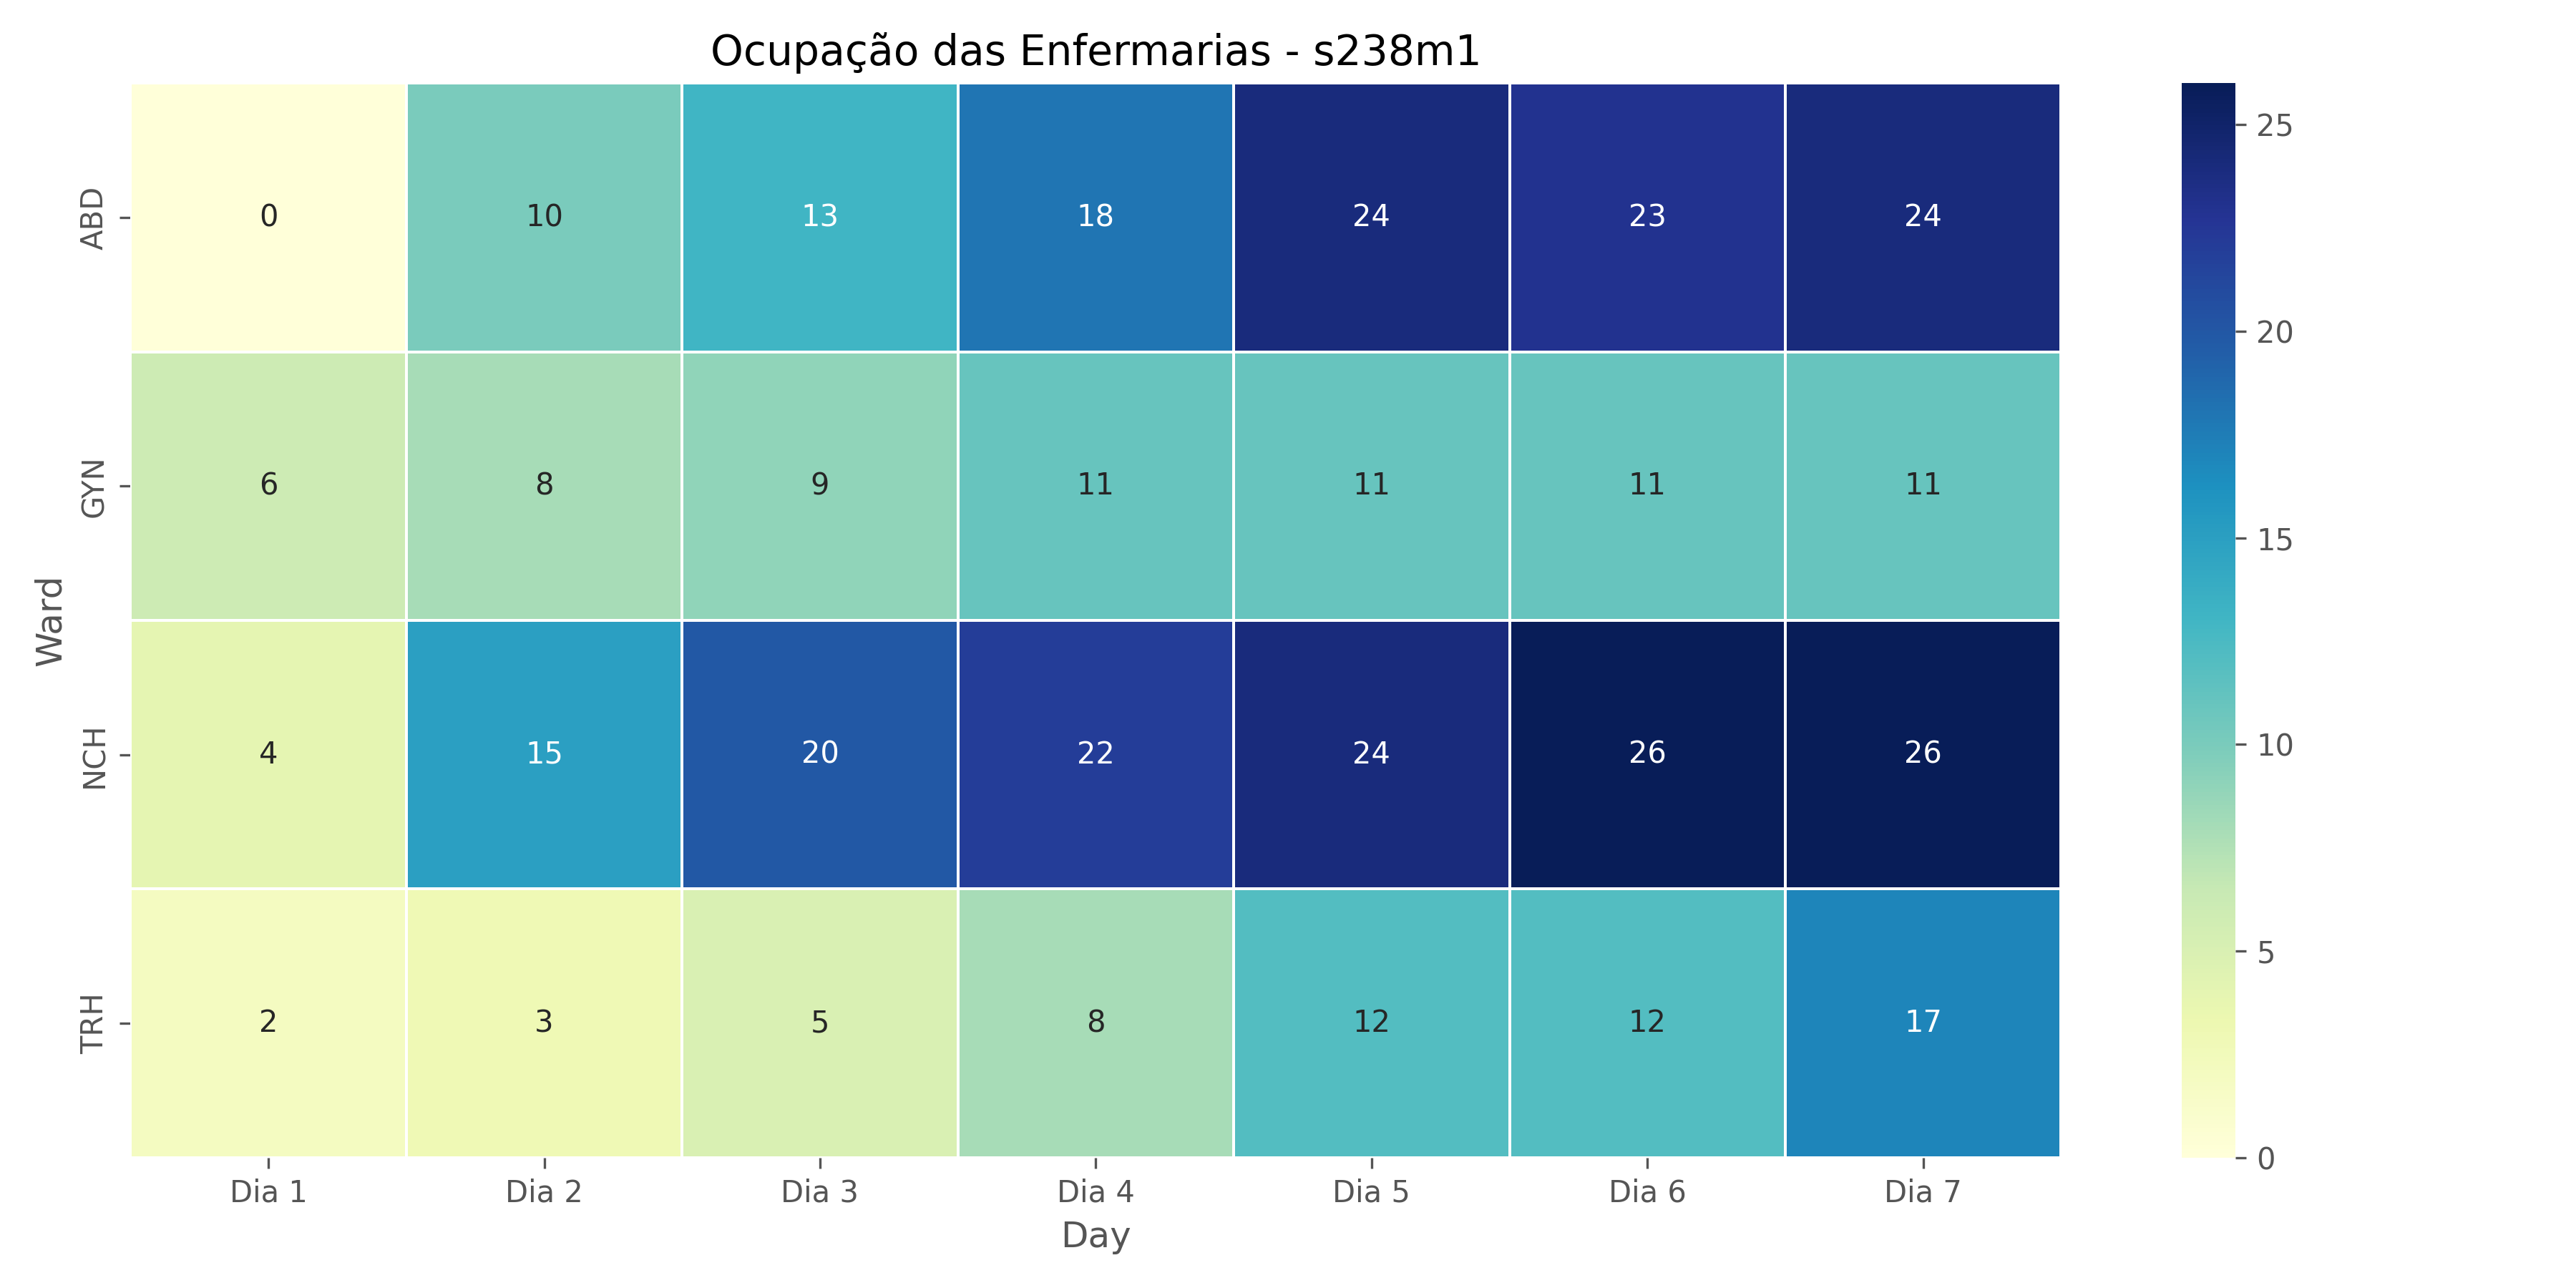 Ocupação das Enfermarias - s238m1
Ward
ABD 0 10 13 18 24 23 24
GYN 6 8 9 11 11 11 11
NCH 4 15 20 22 24 26 26
TRH 2 3 5 8 12 12 17
Dia 1 Dia 2 Dia 3 Dia 4 Dia 5 Dia 6 Dia 7
Day
25
20
15
10
5
0